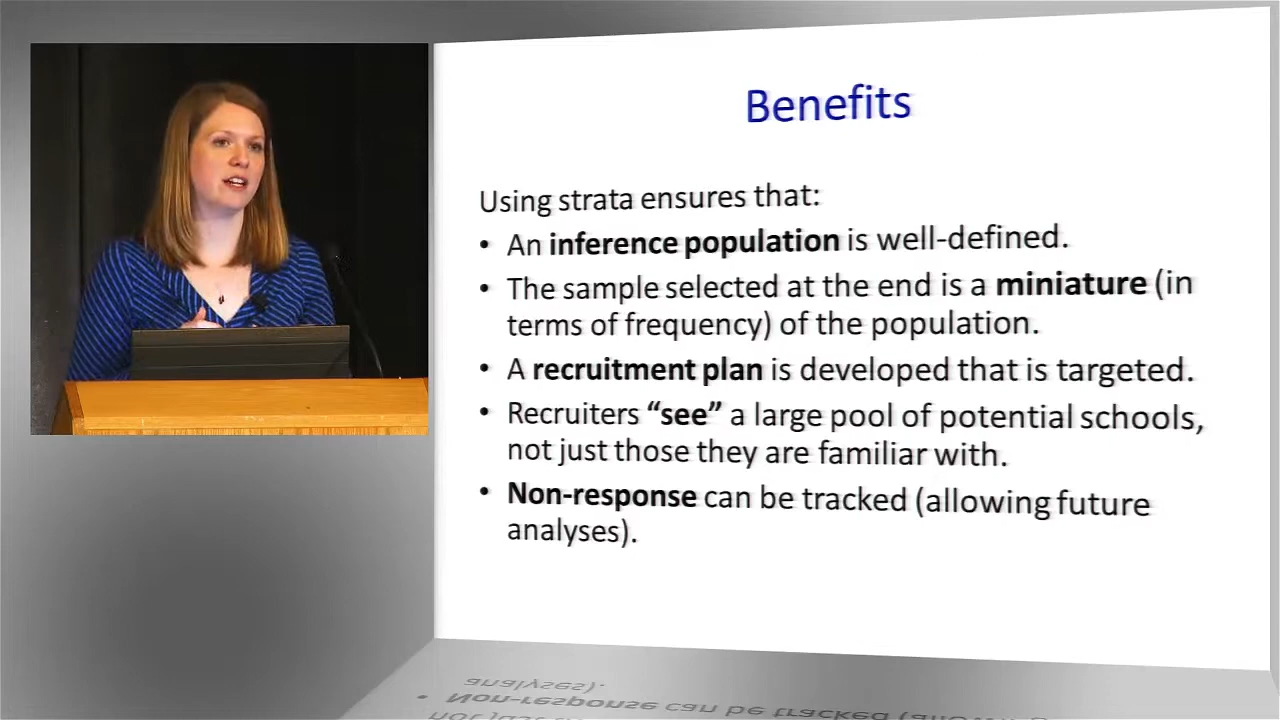 Benefits
Using strata ensures that:
• An inference population is well-defined.
• The sample selected at the end is a miniature (in
terms of frequency) of the population.
• A recruitment plan is developed that is targeted.
• Recruiters “see” a large pool of potential schools,
not just those they are familiar with.
• Non-response can be tracked (allowing future
analyses).